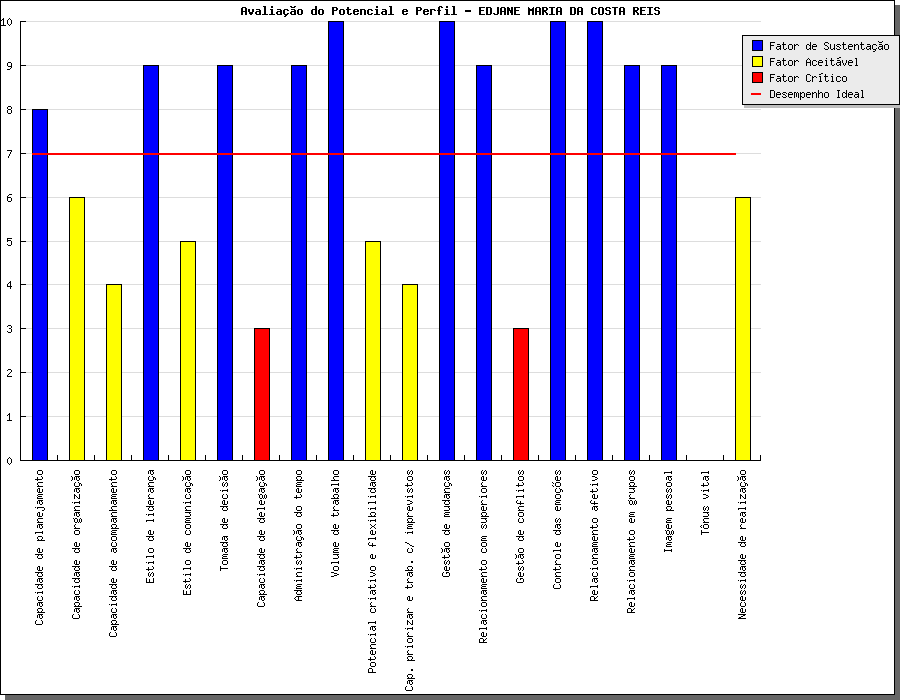 Avaliação do Potencial e Perfil - EDJANE MARIA DA COSTA REIS
10
9
8
7
6
5
4
3
2
1
0
Fator de Sustentação
Fator Aceitável
Fator Crítico
Desempenho Ideal
Capacidade de planejamento
Capacidade de organização
Capacidade de acompanhamento
Estilo de liderança
Estilo de comunicação
Tomada de decisão
Capacidade de delegação
Administração do tempo
Volume de trabalho
Potencial criativo e flexibilidade
Cap. priorizar e trab. c/ imprevistos
Gestão de mudanças
Relacionamento com superiores
Gestão de conflitos
Controle das emoções
Relacionamento afetivo
Relacionamento em grupos
Imagem pessoal
Tônus vital
Necessidade de realização